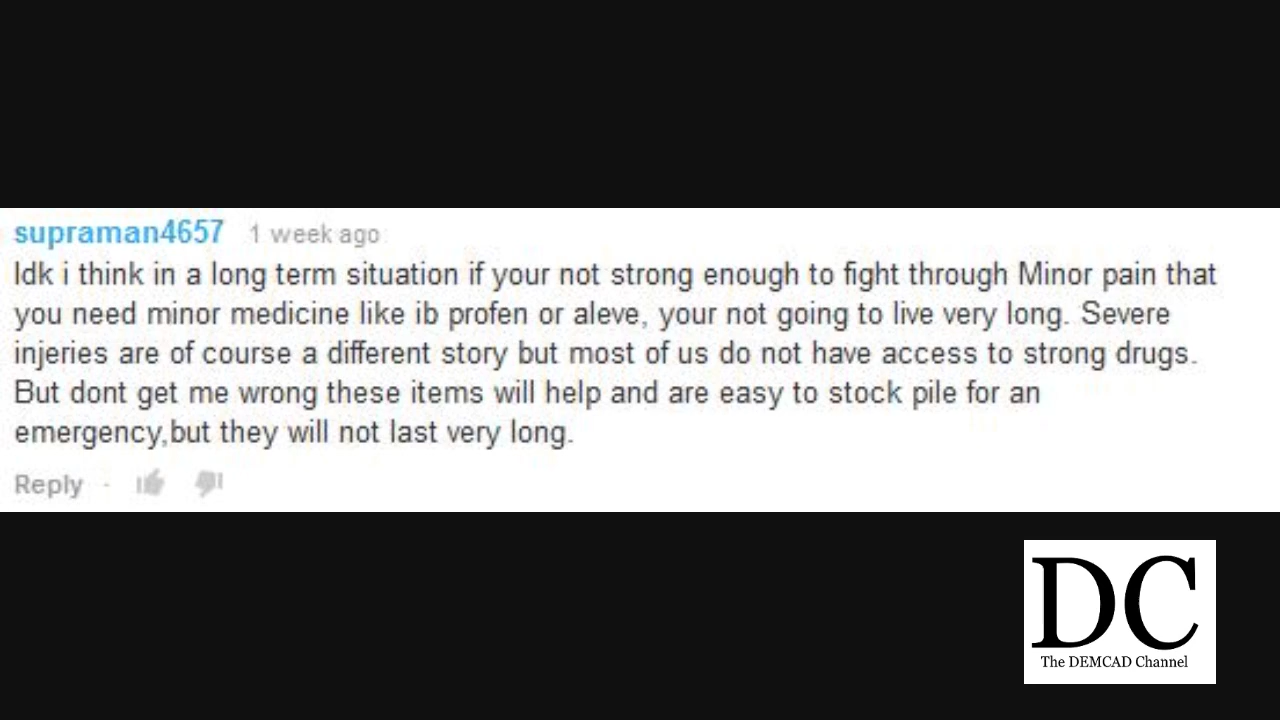 supraman4657 1 week ago
Idk i think in a long term situation if your not strong enough to fight through Minor pain that
you need minor medicine like ib profen or aleve, your not going to live very long. Severe
injeries are of course a different story but most of us do not have access to strong drugs.
But dont get me wrong these items will help and are easy to stock pile for an
emergency,but they will not last very long.
Reply ·
DC
The DEMCAD Channel